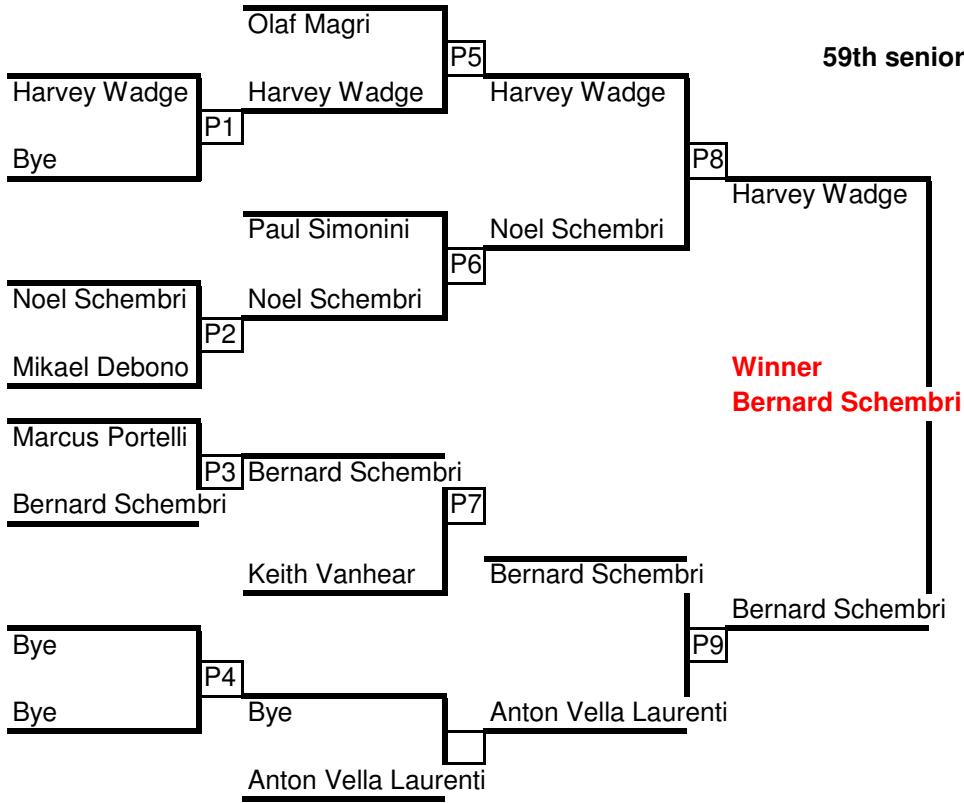 Olaf Magri
P5
59th senior
Harvey Wadge
Harvey Wadge
Harvey Wadge
P1
Bye
P8
Harvey Wadge
Paul Simonini
Noel Schembri
P6
Noel Schembri
Noel Schembri
P2
Mikael Debono
Winner
Bernard Schembri
Marcus Portelli
P3
Bernard Schembri
Bernard Schembri
P7
Keith Vanhear
Bernard Schembri
Bernard Schembri
Bye
P9
P4
Bye
Bye
Anton Vella Laurenti
Anton Vella Laurenti